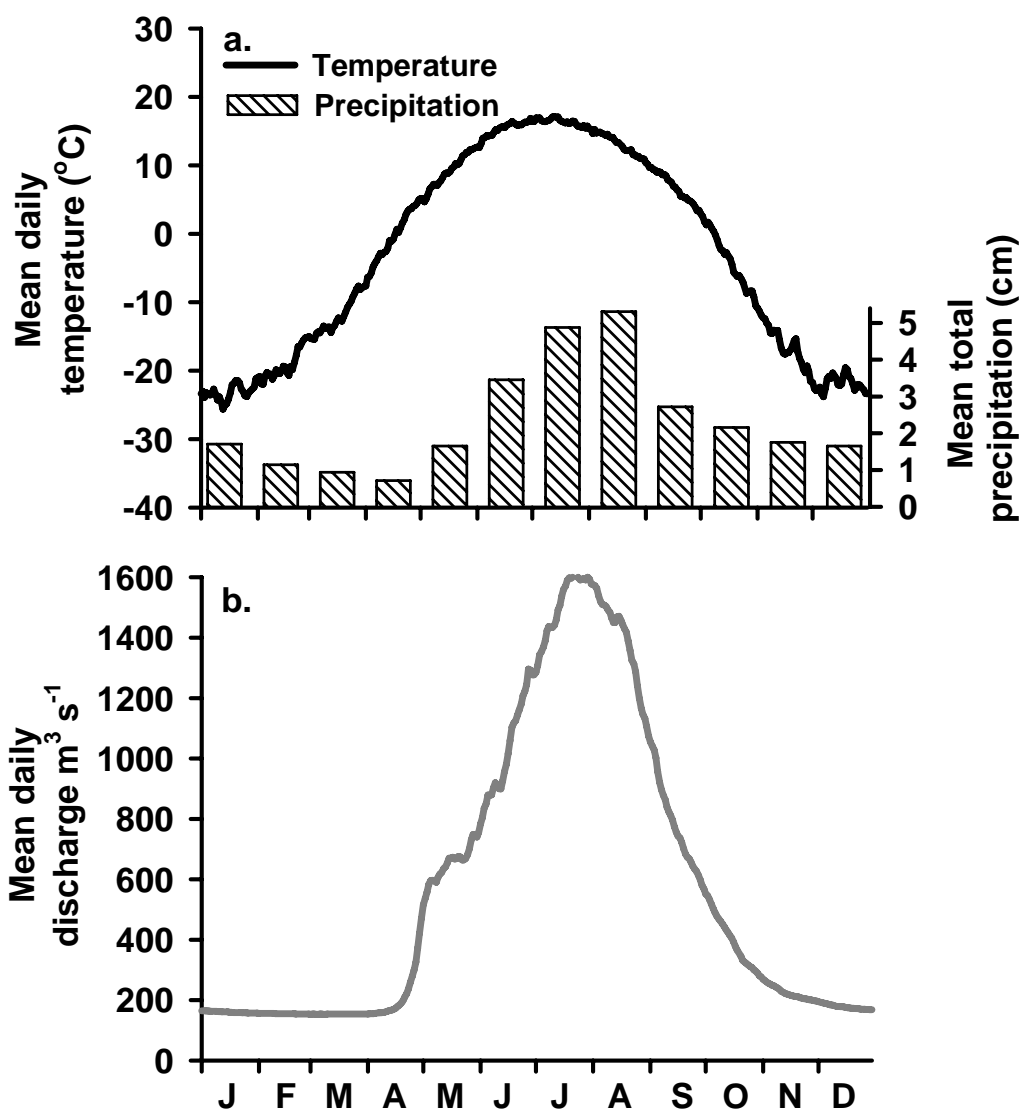 a.
Temperature
Precipitation
Mean daily
temperature (°C)
30
20
10
0
-10
-20
-30
-40
Mean total
precipitation (cm)
5
4
3
2
1
0
b.
Mean daily
discharge m³ s⁻¹
1600
1400
1200
1000
800
600
400
200
0
J F M A M J J A S O N D